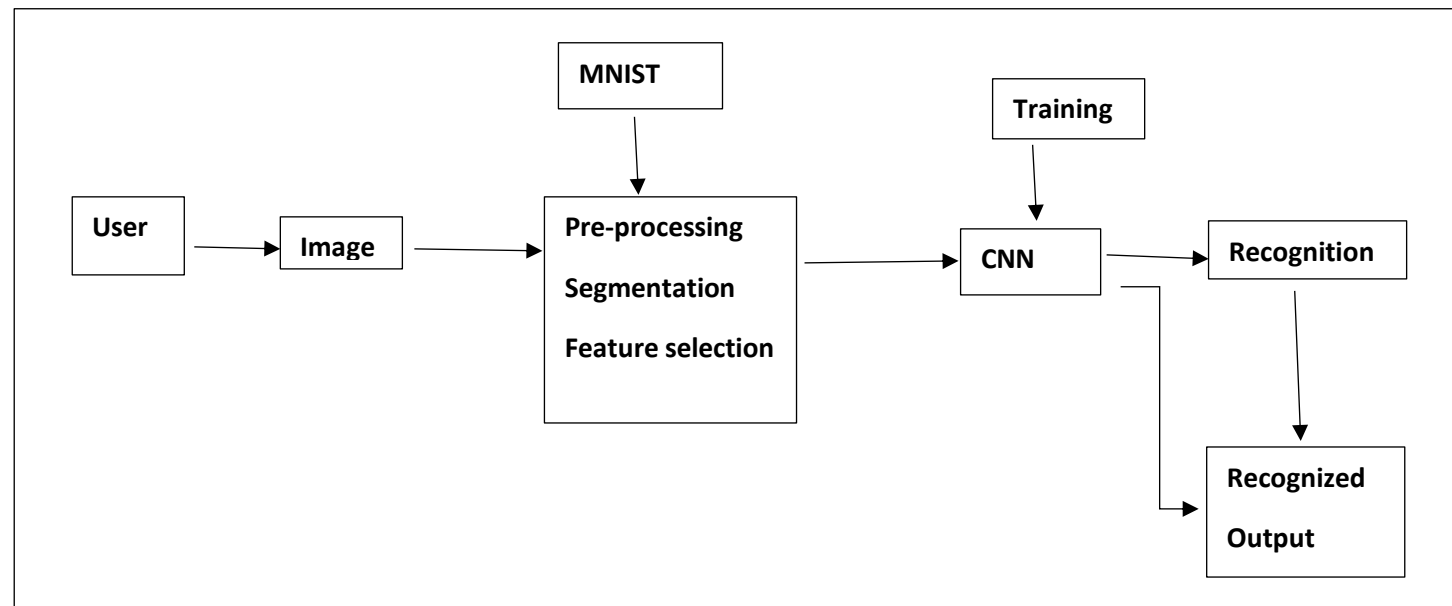 MNIST
Training
User
Image
Pre-processing
Segmentation
Feature selection
CNN
Recognition
Recognized
Output